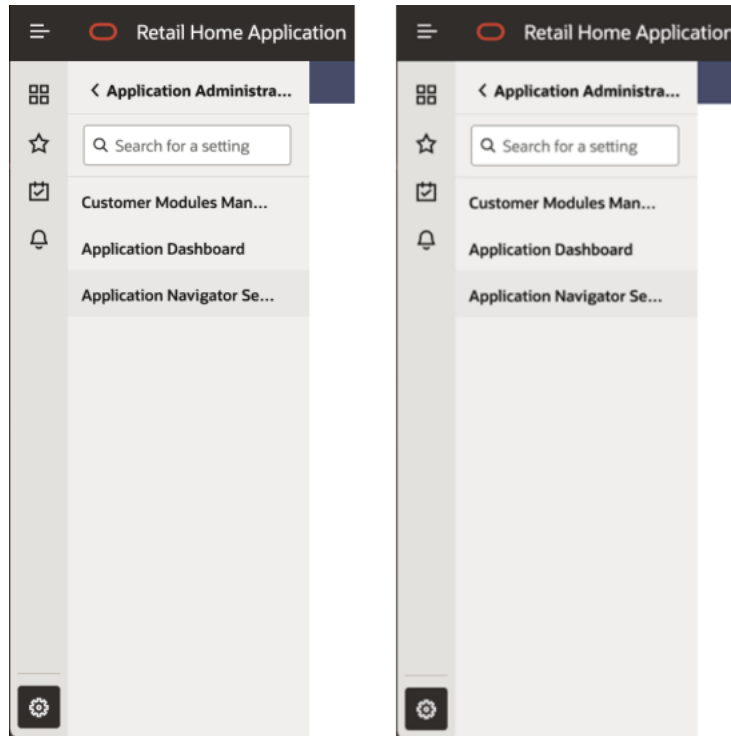 Retail Home Application
Application Administra...
Search for a setting
Customer Modules Man...
Application Dashboard
Application Navigator Se...
Retail Home Application
Application Administra...
Search for a setting
Customer Modules Man...
Application Dashboard
Application Navigator Se...